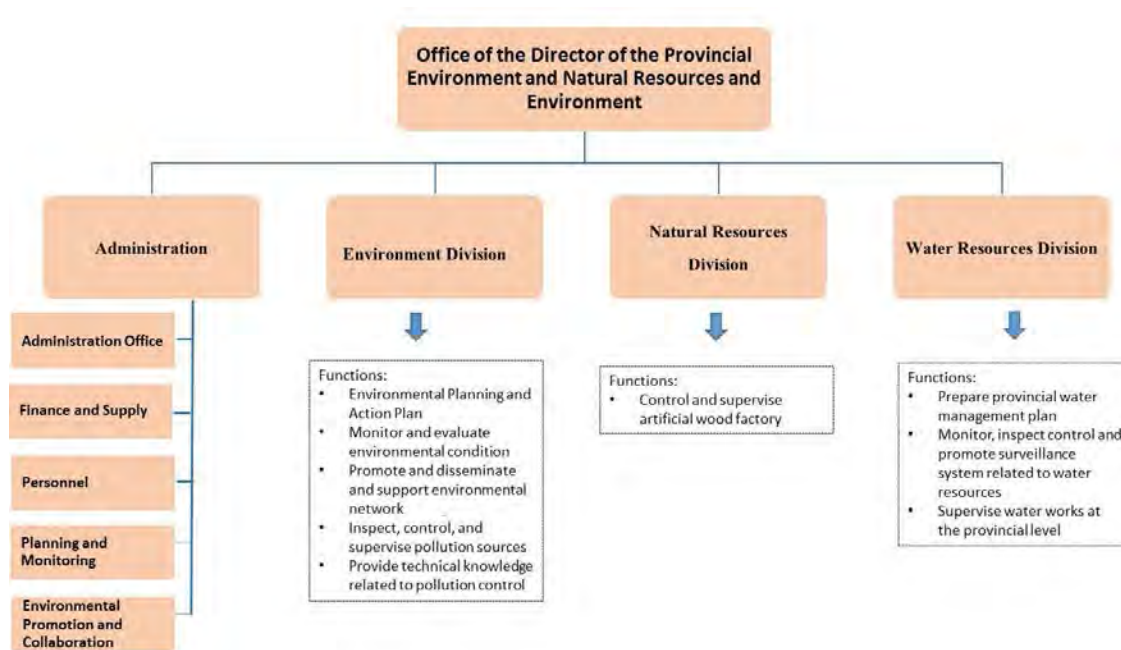 Office of the Director of the Provincial
Environment and Natural Resources and
Environment
Administration
Environment Division
Natural Resources
Division
Water Resources Division
Administration Office
Finance and Supply
Personnel
Planning and
Monitoring
Environmental
Promotion and
Collaboration
Functions:
• Environmental Planning and
Action Plan
• Monitor and evaluate
environmental condition
• Promote and disseminate
and support environmental
network
• Inspect, control, and
supervise pollution sources
• Provide technical knowledge
related to pollution control
Functions:
• Control and supervise
artificial wood factory
Functions:
• Prepare provincial water
management plan
• Monitor, inspect control and
promote surveillance
system related to water
resources
• Supervise water works at
the provincial level